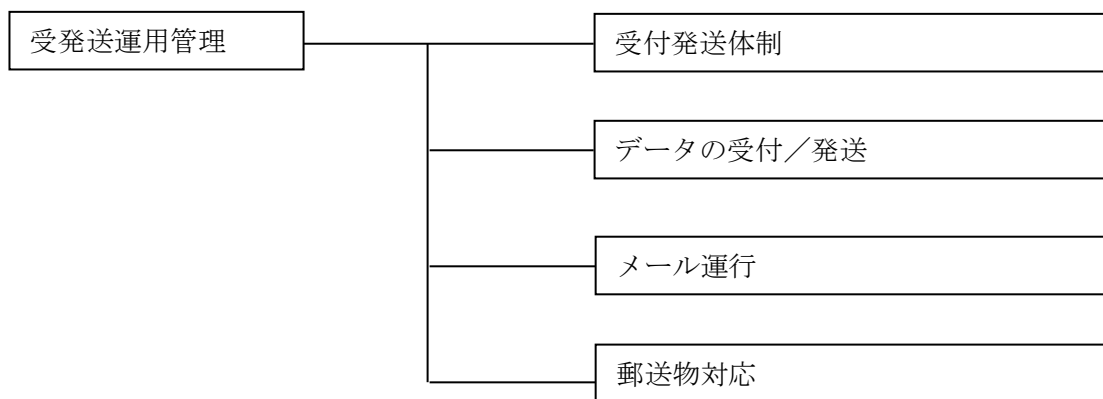 受発送運用管理
受付発送体制
データの受付／発送
メール運行
郵送物対応